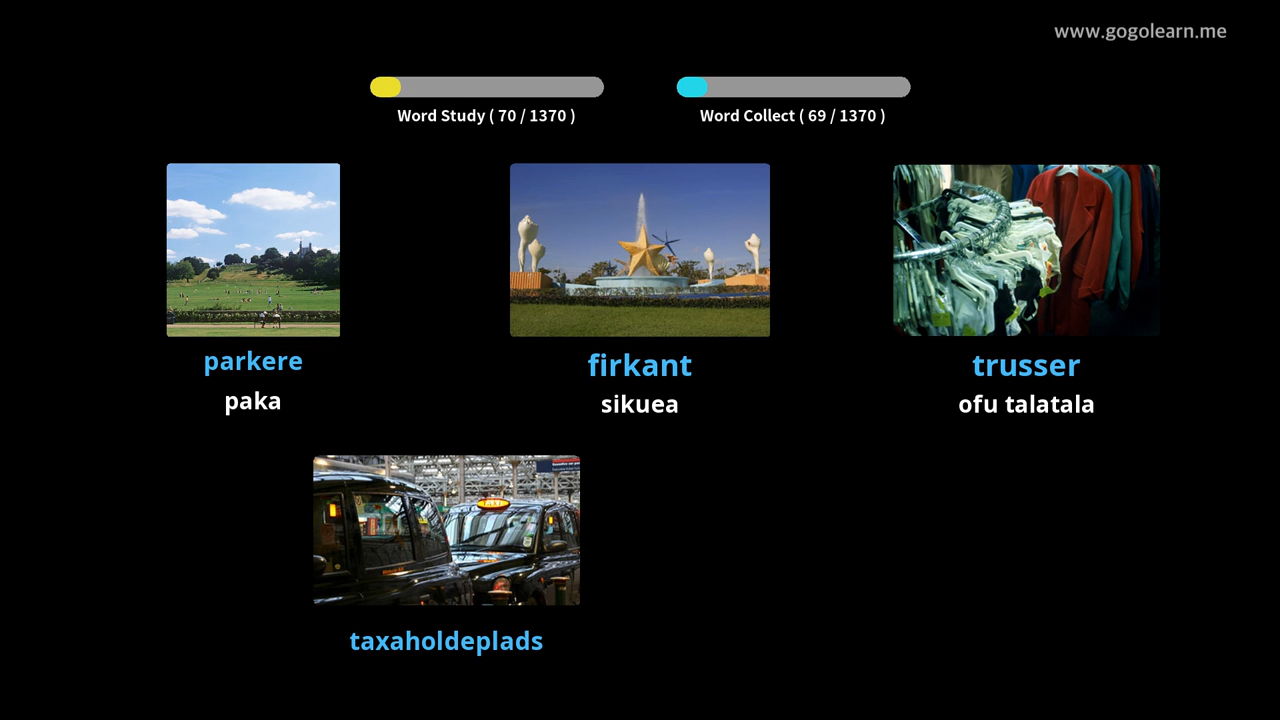 www.gogolearn.me
Word Study ( 70 / 1370 )
Word Collect ( 69 / 1370 )
parkere
firkant
trusser
paka
sikuea
ofu talatala
TAXI
taxaholdeplads